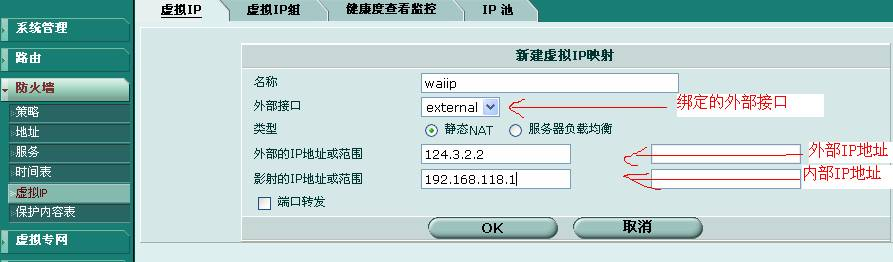 虚拟IP 虚拟IP组 健康度查看监控 IP 池
系统管理
路由
防火墙
策略
地址
服务
时间表
虚拟IP
保护内容表
虚拟专网
新建虚拟IP映射
名称 waiip
外部接口 external 绑定的外部接口
类型 静态NAT 服务器负载均衡
外部的IP地址或范围 124.3.2.2 外部IP地址
影射的IP地址或范围 192.168.118.1 内部IP地址
端口转发
OK 取消